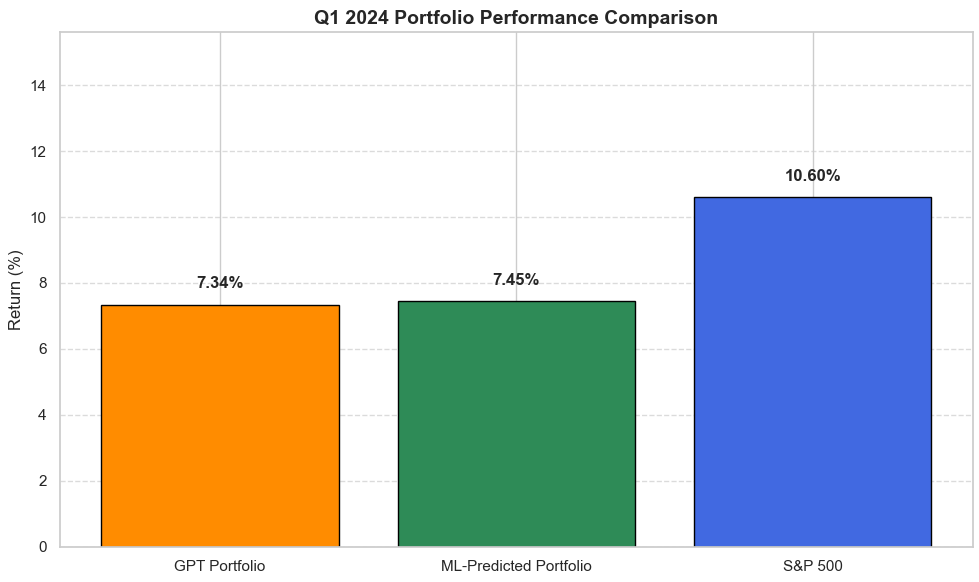 Q1 2024 Portfolio Performance Comparison
Return (%)
14
12
10
8
6
4
2
0
7.34%
7.45%
10.60%
GPT Portfolio
ML-Predicted Portfolio
S&P 500